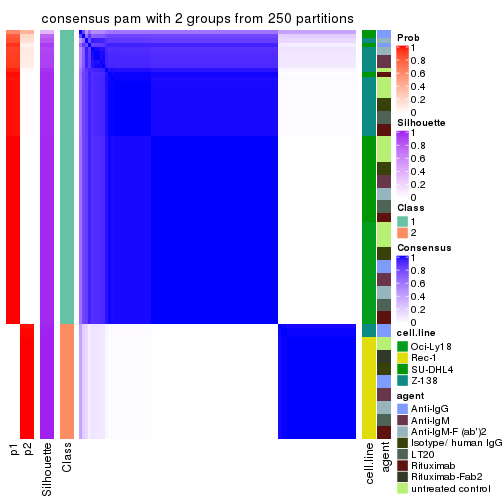 consensus pam with 2 groups from 250 partitions
Prob
1
0.8
0.6
0.4
0.2
0
Silhouette
1
0.8
0.6
0.4
0.2
0
Class
1
2
Consensus
1
0.8
0.6
0.4
0.2
0
cell.line
Oci-Ly18
Rec-1
SU-DHL4
Z-138
agent
Anti-IgG
Anti-IgM
Anti-IgM-F (ab')2
Isotype/ human IgG
LT20
Rituximab
Rituximab-Fab2
untreated control
p1
p2
Silhouette
Class
cell.line
agent